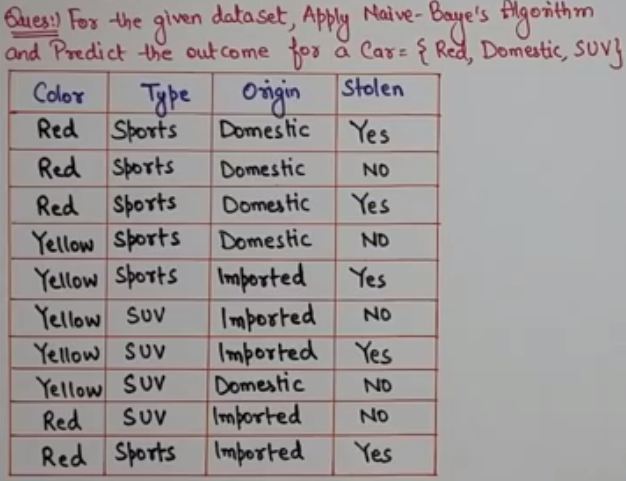 Ques:) For the given dataset, Apply Naive-Baye's Algorithm
and Predict the outcome for a Car = { Red, Domestic, SUV}
Color Type Origin Stolen
Red Sports Domestic Yes
Red Sports Domestic NO
Red Sports Domestic Yes
Yellow Sports Domestic NO
Yellow Sports Imported Yes
Yellow SUV Imported NO
Yellow SUV Imported Yes
Yellow SUV Domestic NO
Red SUV Imported NO
Red Sports Imported Yes